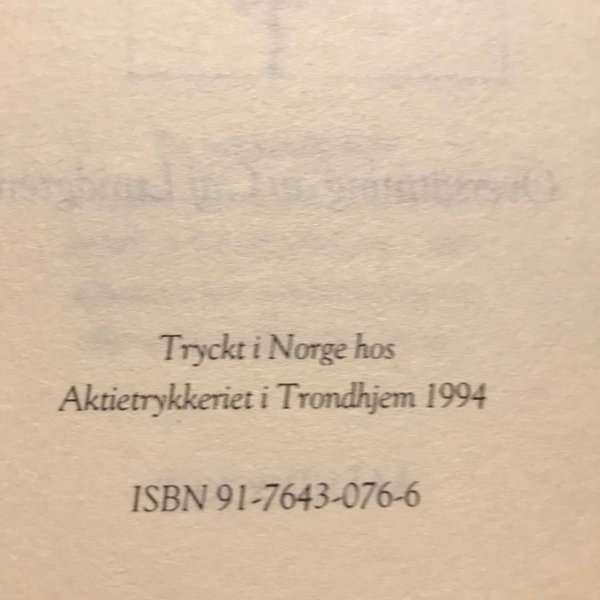 Tryckt i Norge hos
Aktietrykkeriet i Trondhjem 1994
ISBN 91-7643-076-6